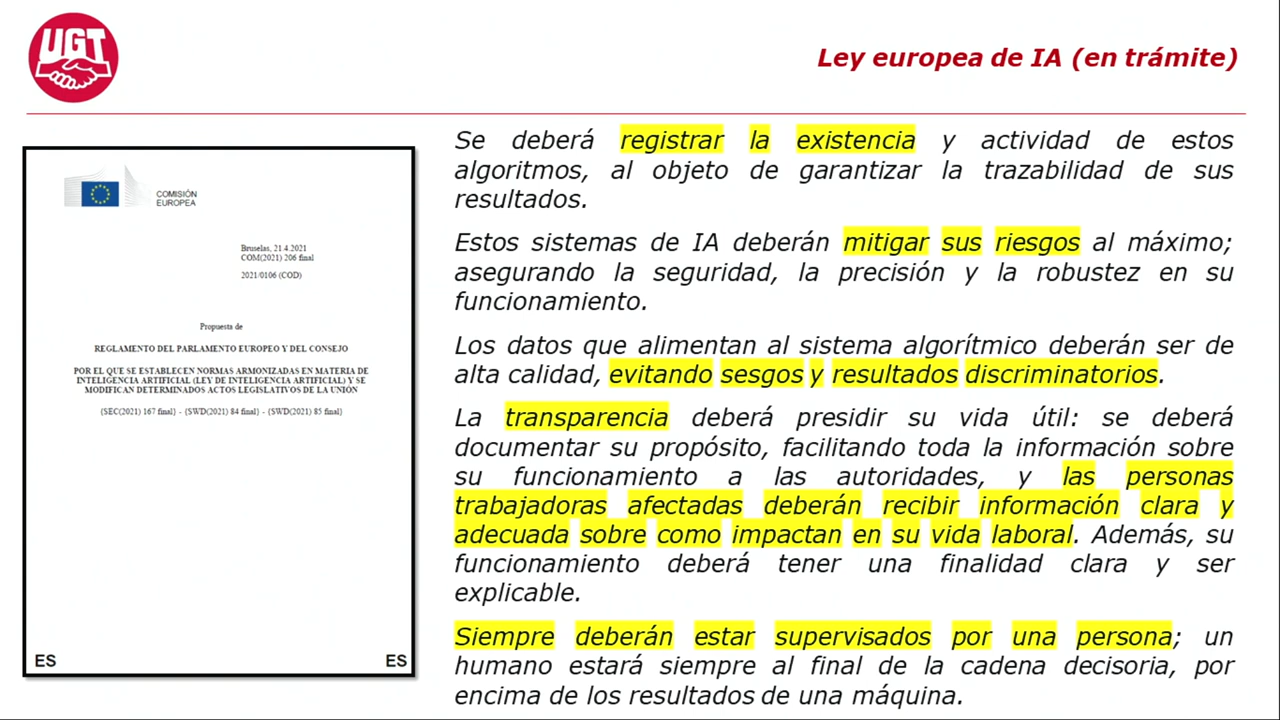 UGT
Ley europea de IA (en trámite)
COMISIÓN
EUROPEA
Bruselas, 21.4.2021
COM(2021) 206 final
2021/0106 (COD)
Propuesta de
REGLAMENTO DEL PARLAMENTO EUROPEO Y DEL CONSEJO
POR EL QUE SE ESTABLECEN NORMAS ARMONIZADAS EN MATERIA DE
INTELIGENCIA ARTIFICIAL (LEY DE INTELIGENCIA ARTIFICIAL) Y SE
MODIFICAN DETERMINADOS ACTOS LEGISLATIVOS DE LA UNIÓN
{SEC(2021) 167 final} - {SWD(2021) 84 final} - {SWD(2021) 85 final}
ES
ES
Se deberá registrar la existencia y actividad de estos
algoritmos, al objeto de garantizar la trazabilidad de sus
resultados.
Estos sistemas de IA deberán mitigar sus riesgos al máximo;
asegurando la seguridad, la precisión y la robustez en su
funcionamiento.
Los datos que alimentan al sistema algorítmico deberán ser de
alta calidad, evitando sesgos y resultados discriminatorios.
La transparencia deberá presidir su vida útil: se deberá
documentar su propósito, facilitando toda la información sobre
su funcionamiento a las autoridades, y las personas
trabajadoras afectadas deberán recibir información clara y
adecuada sobre como impactan en su vida laboral. Además, su
funcionamiento deberá tener una finalidad clara y ser
explicable.
Siempre deberán estar supervisados por una persona; un
humano estará siempre al final de la cadena decisoria, por
encima de los resultados de una máquina.